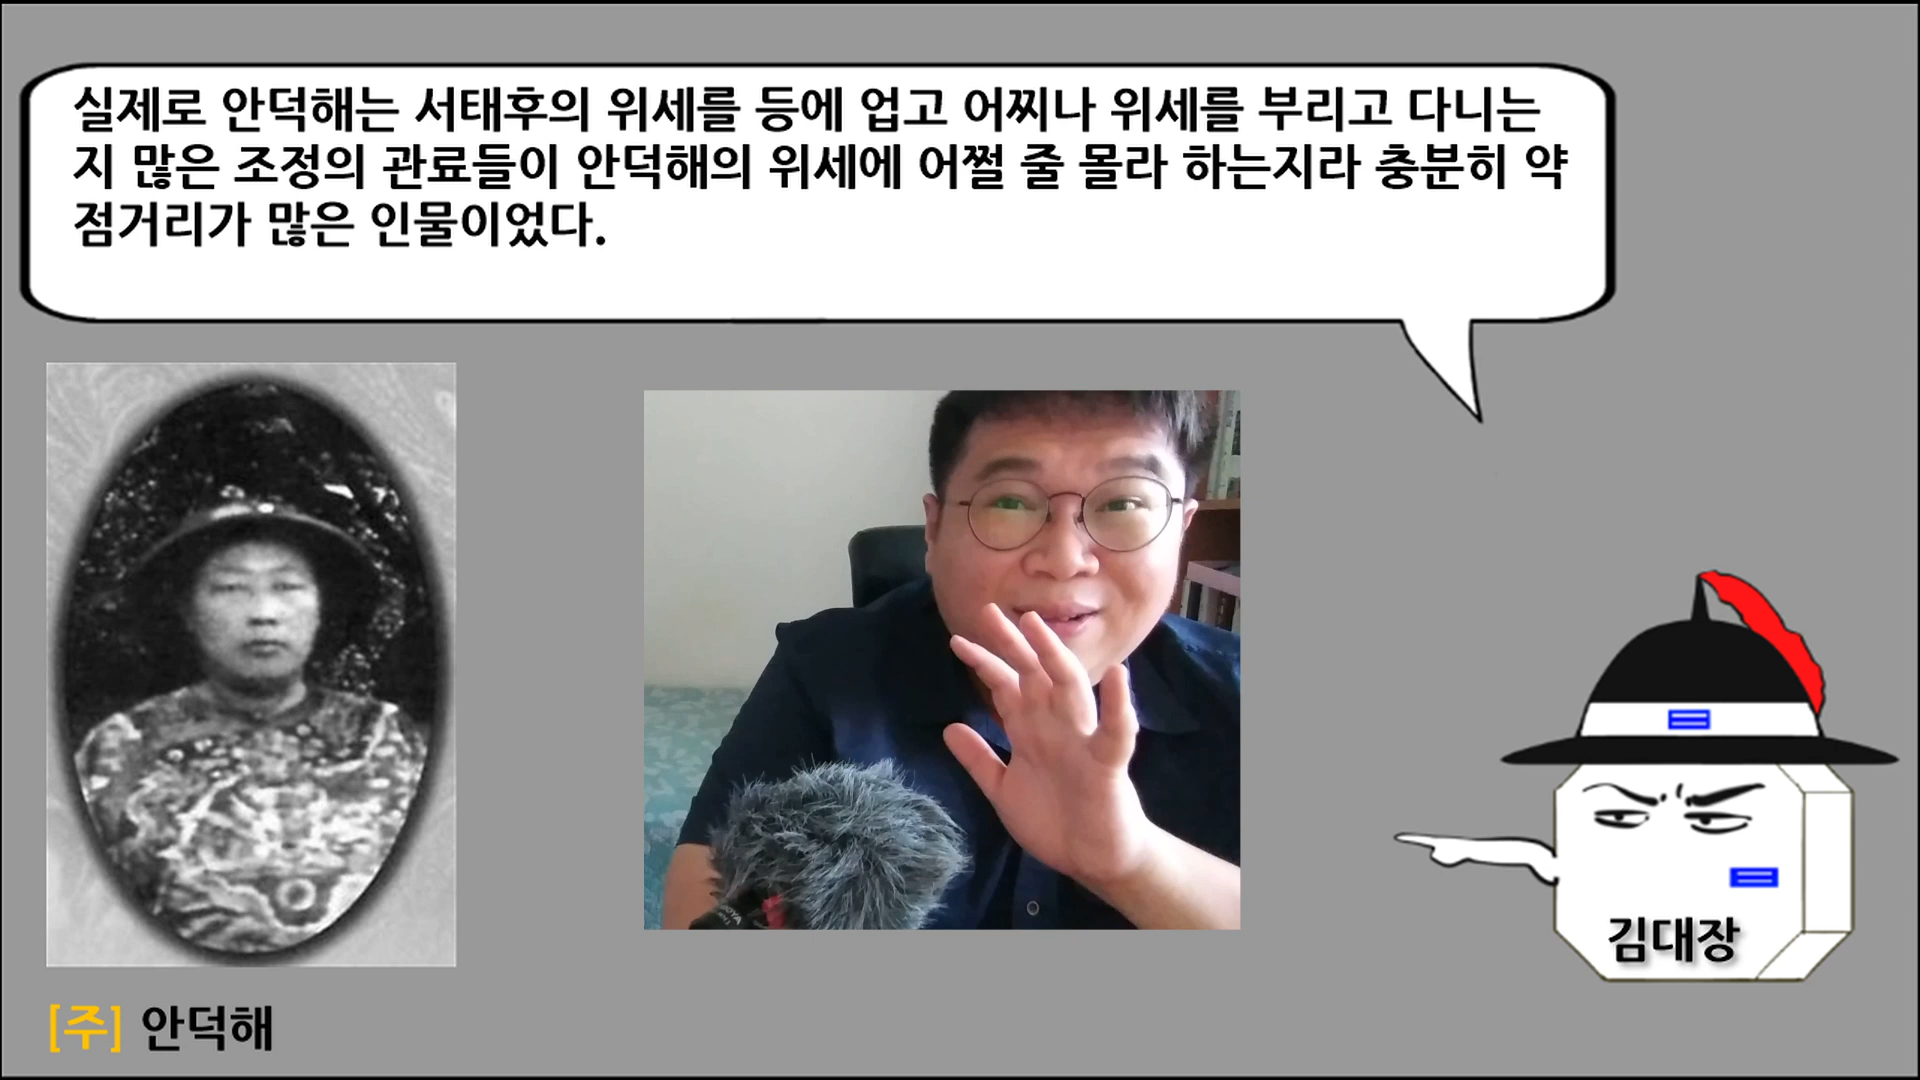 실제로 안덕해는 서태후의 위세를 등에 업고 어찌나 위세를 부리고 다니는
지 많은 조정의 관료들이 안덕해의 위세에 어쩔 줄 몰라 하는지라 충분히 약
점거리가 많은 인물이었다.
김대장
[주] 안덕해